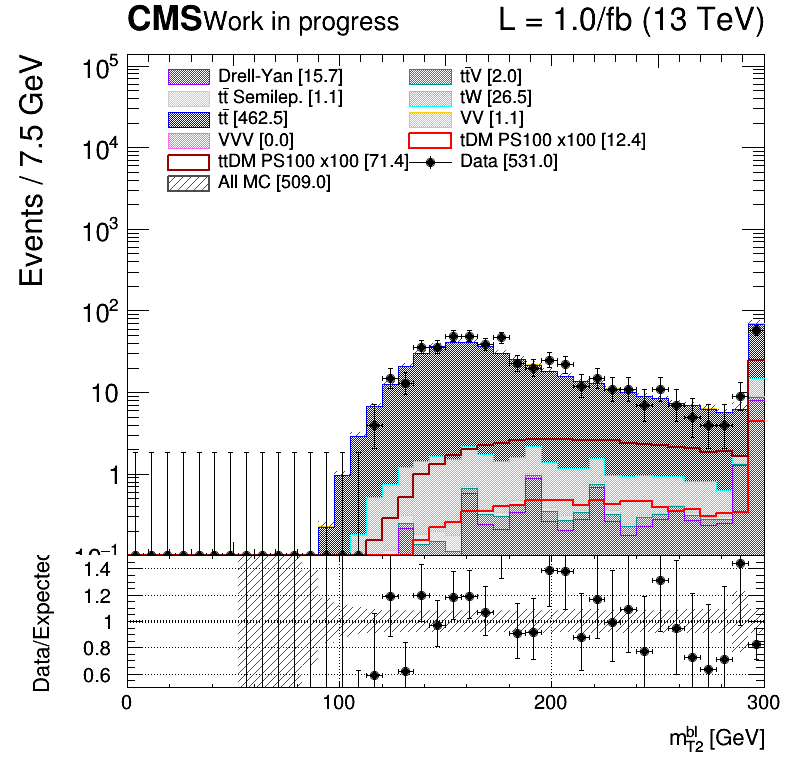 CMS Work in progress L = 1.0/fb (13 TeV)
Events / 7.5 GeV
10⁵
10⁴
10³
10²
10
1
10⁻¹
Drell-Yan [15.7] tt̄V [2.0]
tt̄ Semilep. [1.1] tW [26.5]
tt̄ [462.5] VV [1.1]
VVV [0.0] tDM PS100 x100 [12.4]
ttDM PS100 x100 [71.4] Data [531.0]
All MC [509.0]
Data/Expected
1.4
1.2
1
0.8
0.6
0 100 200 300
m_{T2}^{bl} [GeV]